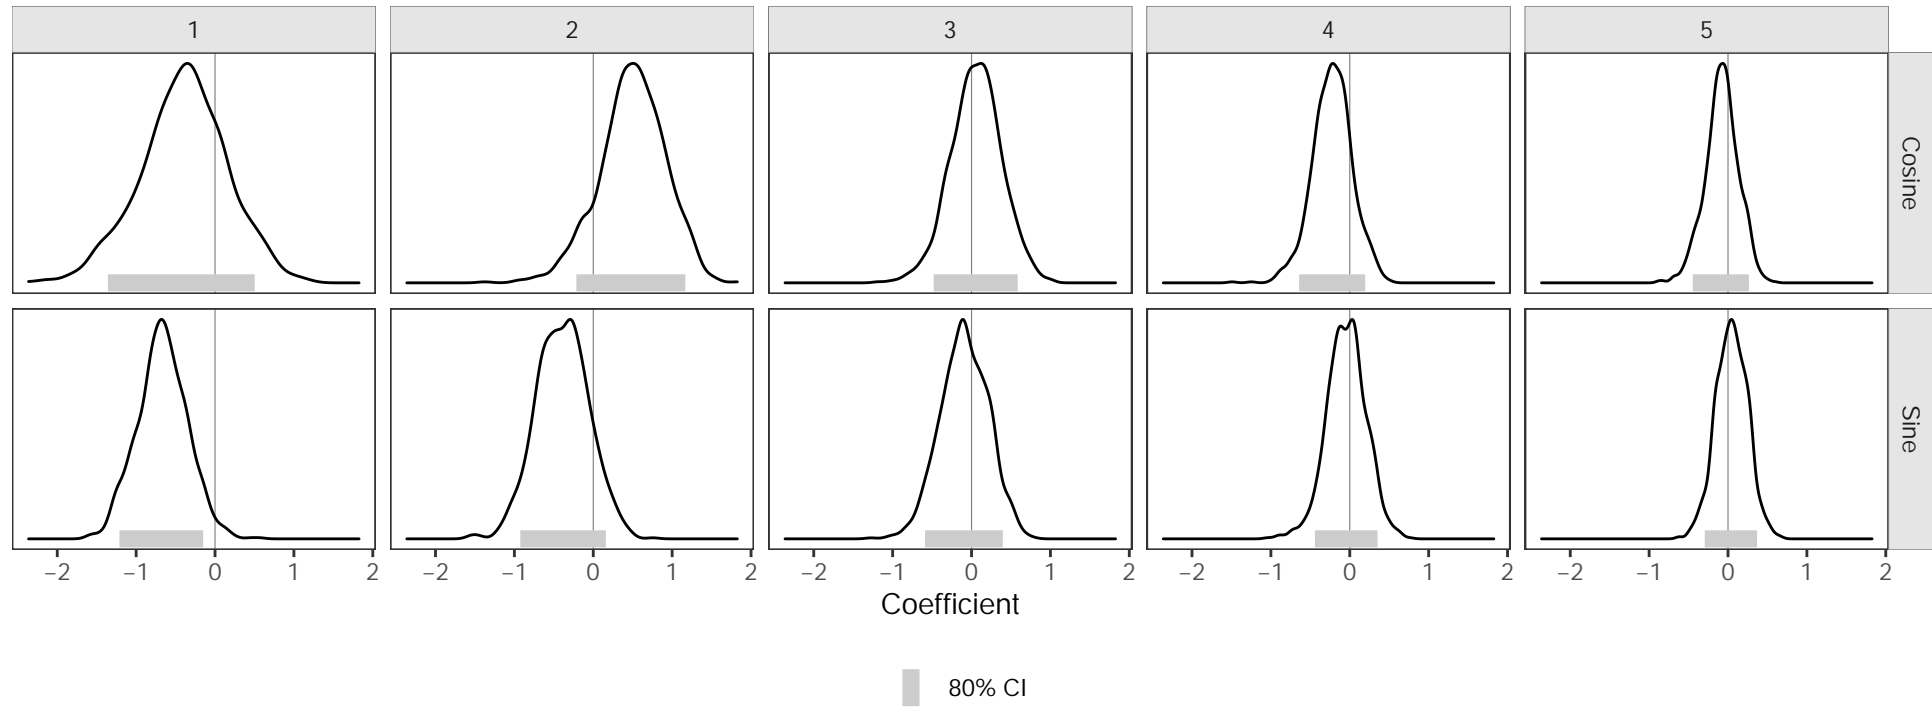 1 2 3 4 5
Cosine
Sine
−2 −1 0 1 2 −2 −1 0 1 2 −2 −1 0 1 2 −2 −1 0 1 2 −2 −1 0 1 2
Coefficient
80% CI